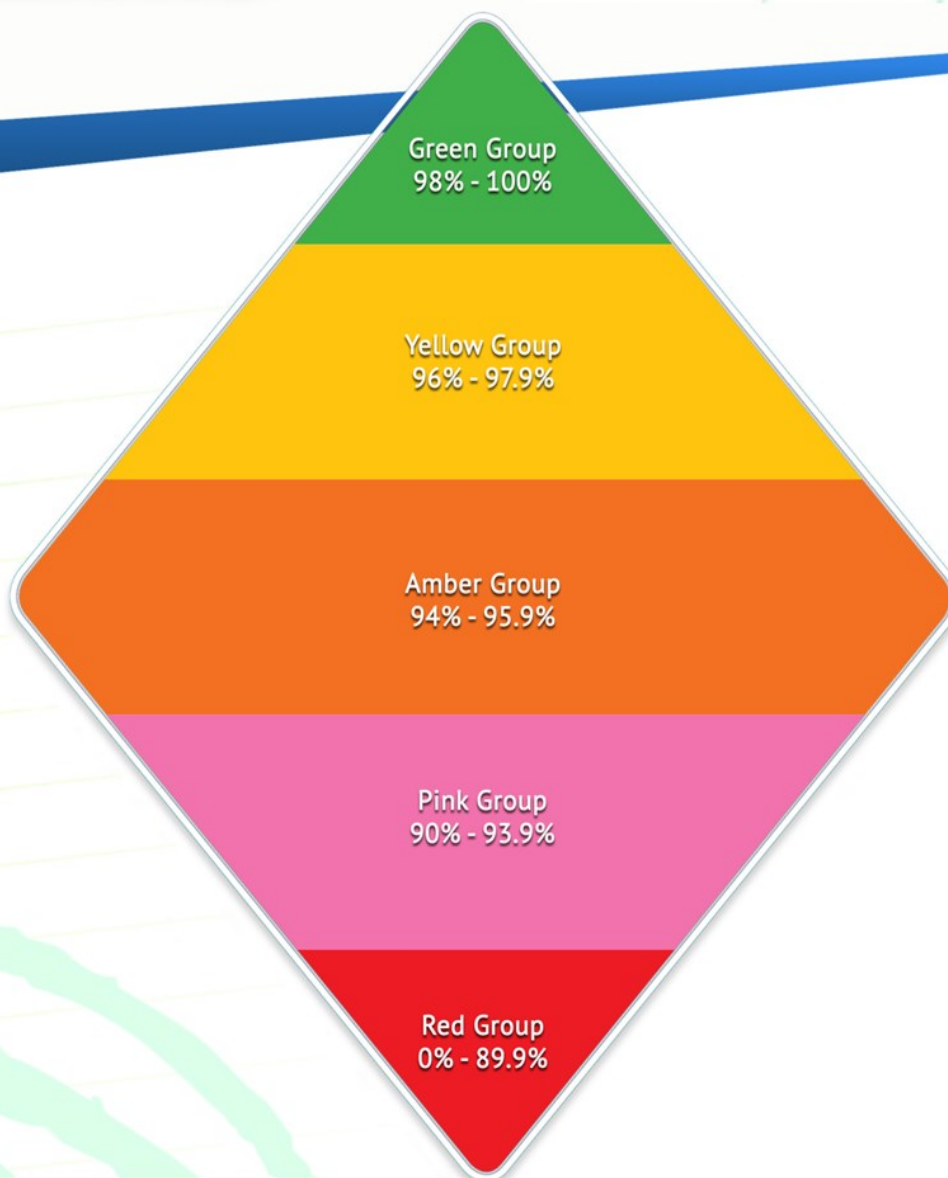 Green Group
98% - 100%
Yellow Group
96% - 97.9%
Amber Group
94% - 95.9%
Pink Group
90% - 93.9%
Red Group
0% - 89.9%